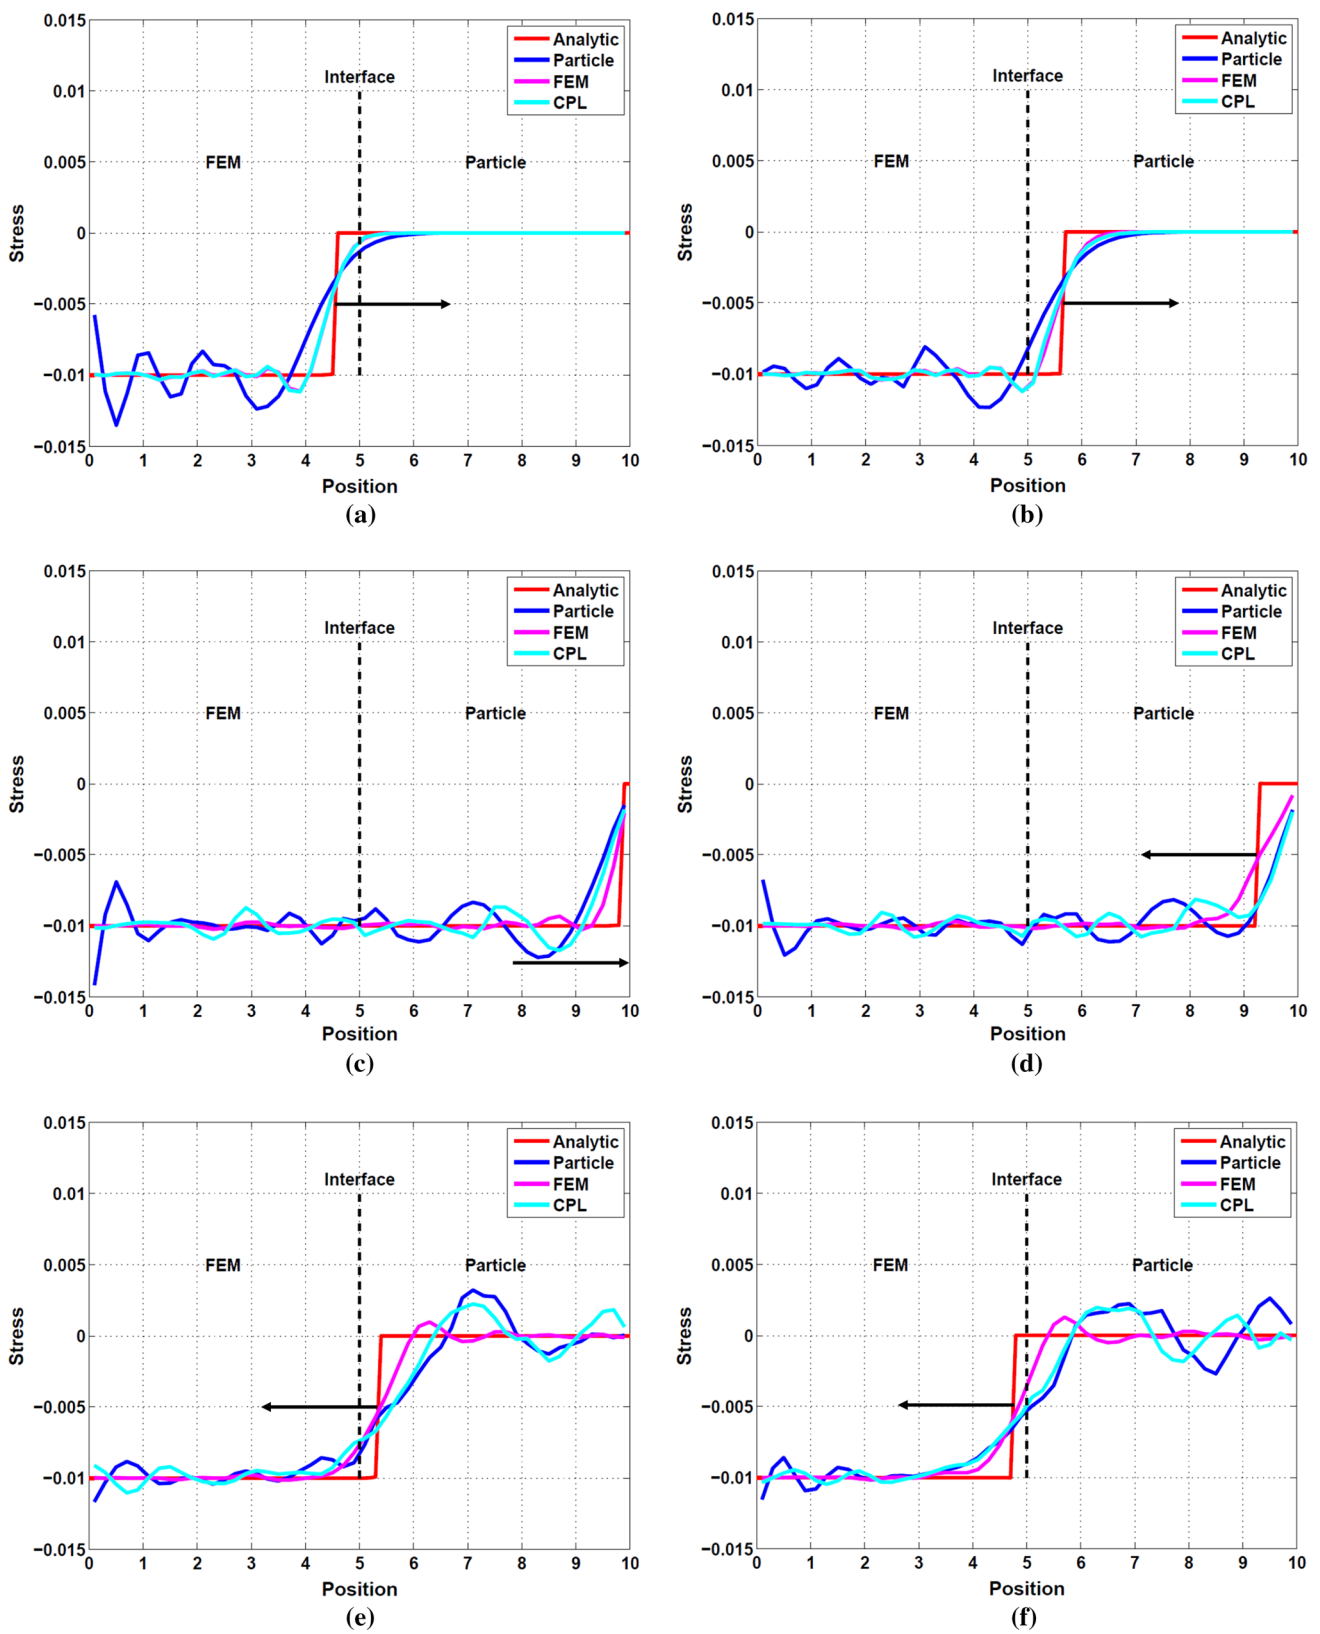 0.015
0.01
0.005
0
−0.005
−0.01
−0.015
Stress
Analytic
Particle
FEM
CPL
Interface
FEM
Particle
0 1 2 3 4 5 6 7 8 9 10
Position
(a)
0.015
0.01
0.005
0
−0.005
−0.01
−0.015
Stress
Analytic
Particle
FEM
CPL
Interface
FEM
Particle
0 1 2 3 4 5 6 7 8 9 10
Position
(b)
0.015
0.01
0.005
0
−0.005
−0.01
−0.015
Stress
Analytic
Particle
FEM
CPL
Interface
FEM
Particle
0 1 2 3 4 5 6 7 8 9 10
Position
(c)
0.015
0.01
0.005
0
−0.005
−0.01
−0.015
Stress
Analytic
Particle
FEM
CPL
Interface
FEM
Particle
0 1 2 3 4 5 6 7 8 9 10
Position
(d)
0.015
0.01
0.005
0
−0.005
−0.01
−0.015
Stress
Analytic
Particle
FEM
CPL
Interface
FEM
Particle
0 1 2 3 4 5 6 7 8 9 10
Position
(e)
0.015
0.01
0.005
0
−0.005
−0.01
−0.015
Stress
Analytic
Particle
FEM
CPL
Interface
FEM
Particle
0 1 2 3 4 5 6 7 8 9 10
Position
(f)